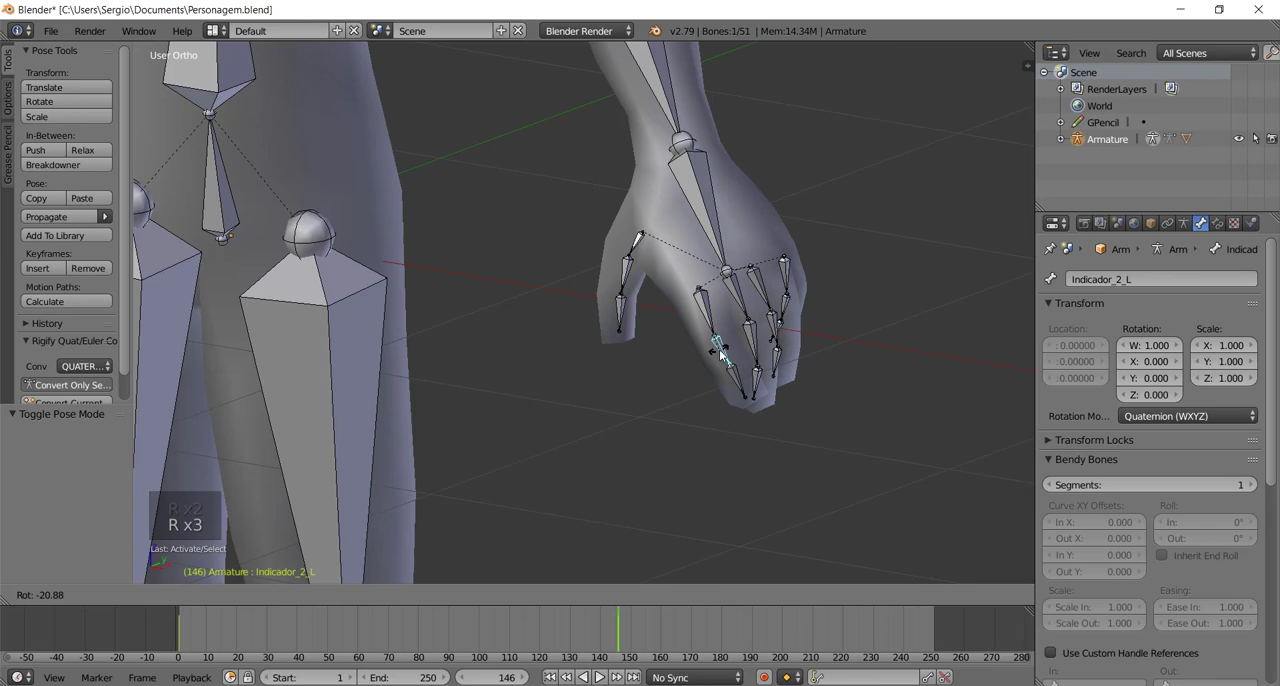 Blender* [C:\Users\Sergio\Documents\Personagem.blend]
File Render Window Help Default Scene Blender Render v2.79 | Bones:1/51 | Mem:14.34M | Armature
View Search All Scenes
Tools
Options
Grease Pencil
Pose Tools
Transform:
Translate
Rotate
Scale
In-Between:
Push Relax
Breakdowner
Pose:
Copy Paste
Propagate
Add To Library
Keyframes:
Insert Remove
Motion Paths:
Calculate
History
Rigify Quat/Euler Co
Conv QUATER...
Convert Only Se...
Convert Current
Toggle Pose Mode
User Ortho
R x2
R x3
Last: Activate/Select
(146) Armature : Indicador_2_L
Rot: -20.88
Scene
RenderLayers
World
GPencil
Armature
Arm Arm Indicad
Indicador_2_L
Transform
Location: Rotation: Scale:
: 0.00000 W: 1.000 X: 1.000
: 0.00000 X: 0.000 Y: 1.000
: 0.00000 Y: 0.000 Z: 1.000
Z: 0.000
Rotation Mo... Quaternion (WXYZ)
Transform Locks
Bendy Bones
Segments: 1
Curve XY Offsets: Roll:
In X: 0.000 In: 0°
Out X: 0.000 Out: 0°
In Y: 0.000 Inherit End Roll
Out Y: 0.000
Scale: Easing:
Scale In: 1.000 Ease In: 1.000
Scale Out: 1.000 Ease Out: 1.000
Use Custom Handle References
In: Out:
-50 -40 -30 -20 -10 0 10 20 30 40 50 60 70 80 90 100 110 120 130 140 150 160 170 180 190 200 210 220 230 240 250 260 270 280
View Marker Frame Playback Start: 1 End: 250 146 No Sync